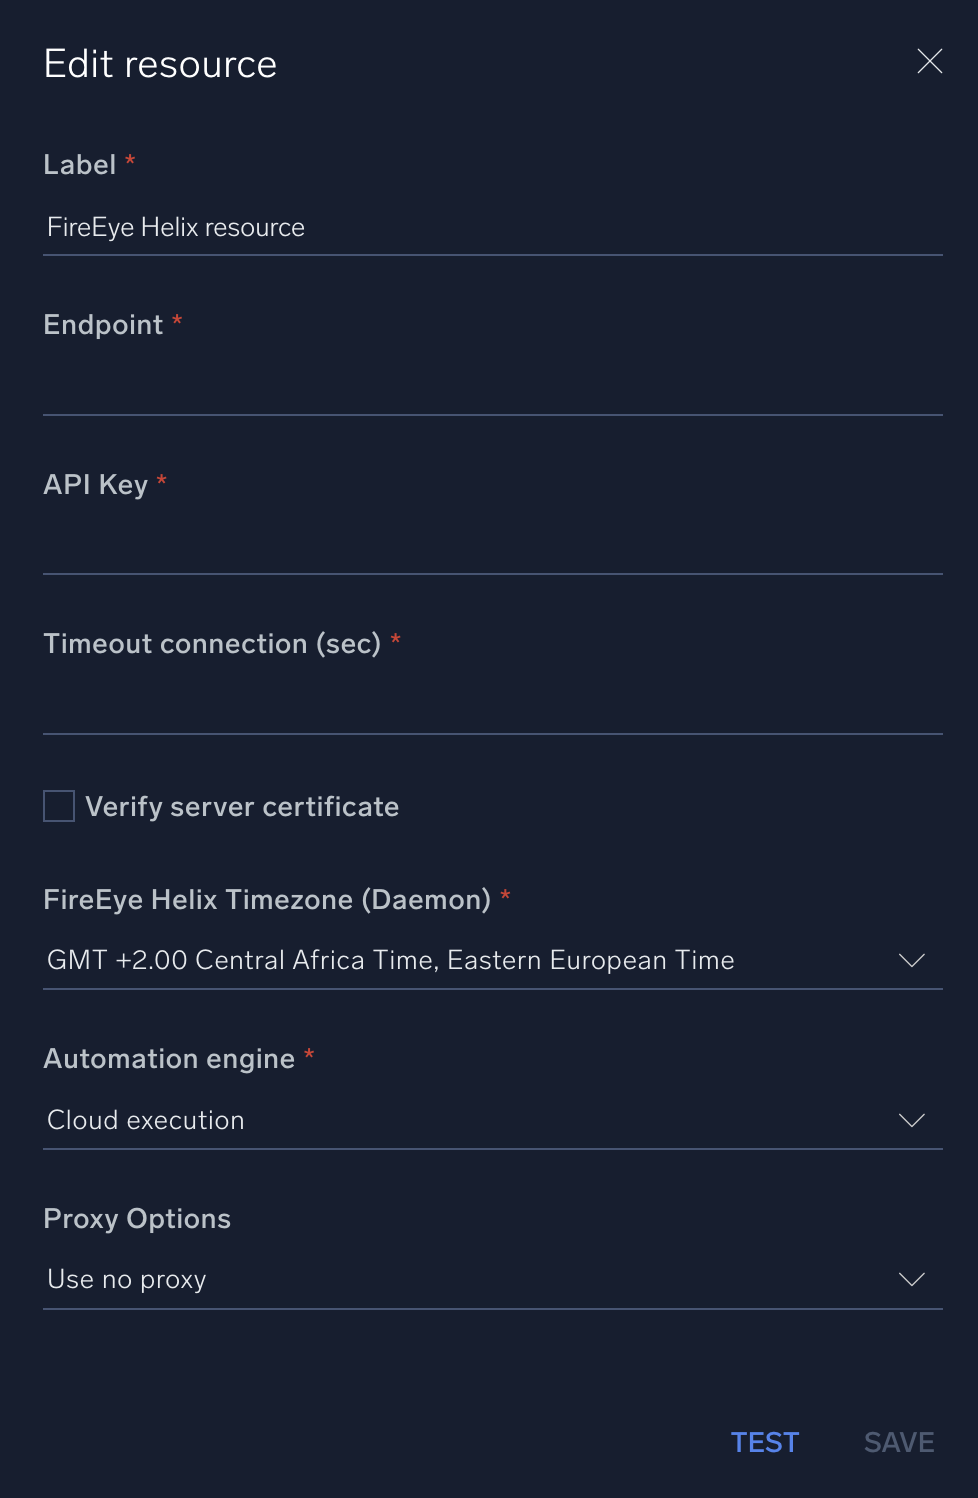 Edit resource
Label *
FireEye Helix resource
Endpoint *
API Key *
Timeout connection (sec) *
Verify server certificate
FireEye Helix Timezone (Daemon) *
GMT +2.00 Central Africa Time, Eastern European Time
Automation engine *
Cloud execution
Proxy Options
Use no proxy
TEST SAVE